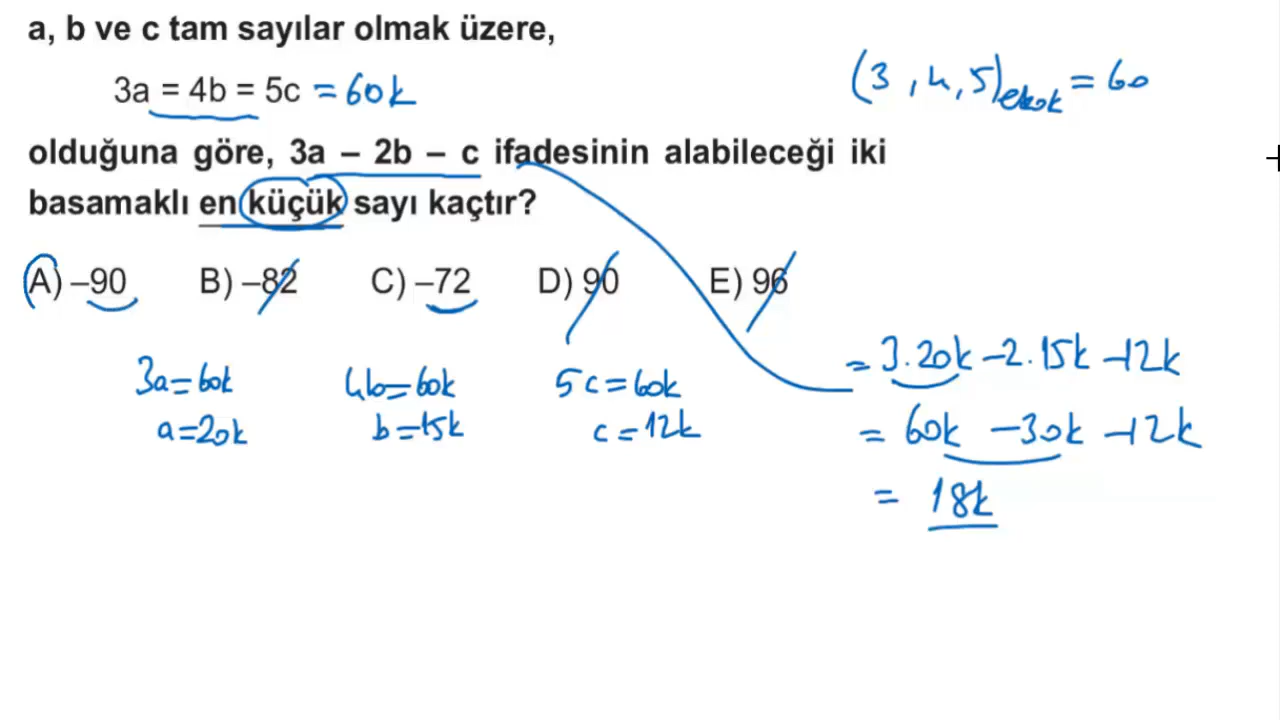 a, b ve c tam sayılar olmak üzere,
3a = 4b = 5c = 60k
(3, 4, 5)ekok = 60
olduğuna göre, 3a – 2b – c ifadesinin alabileceği iki
basamaklı en küçük sayı kaçtır?
A) –90 B) –82 C) –72 D) 90 E) 96
3a = 60k 4b = 60k 5c = 60k
a = 20k b = 15k c = 12k
= 3.20k – 2.15k – 12k
= 60k – 30k – 12k
= 18k